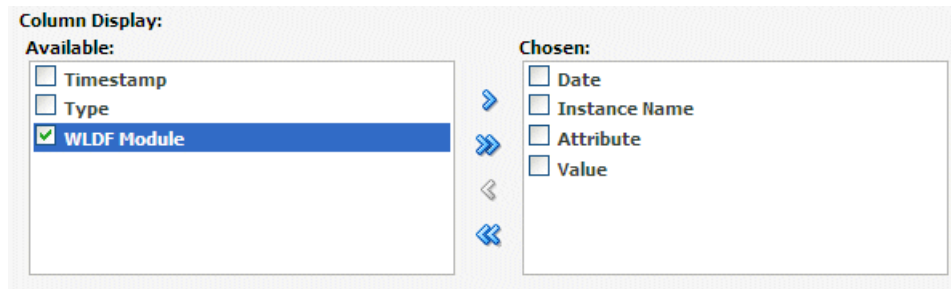 Column Display:
Available:
Chosen:
Timestamp
Type
WLDF Module
Date
Instance Name
Attribute
Value